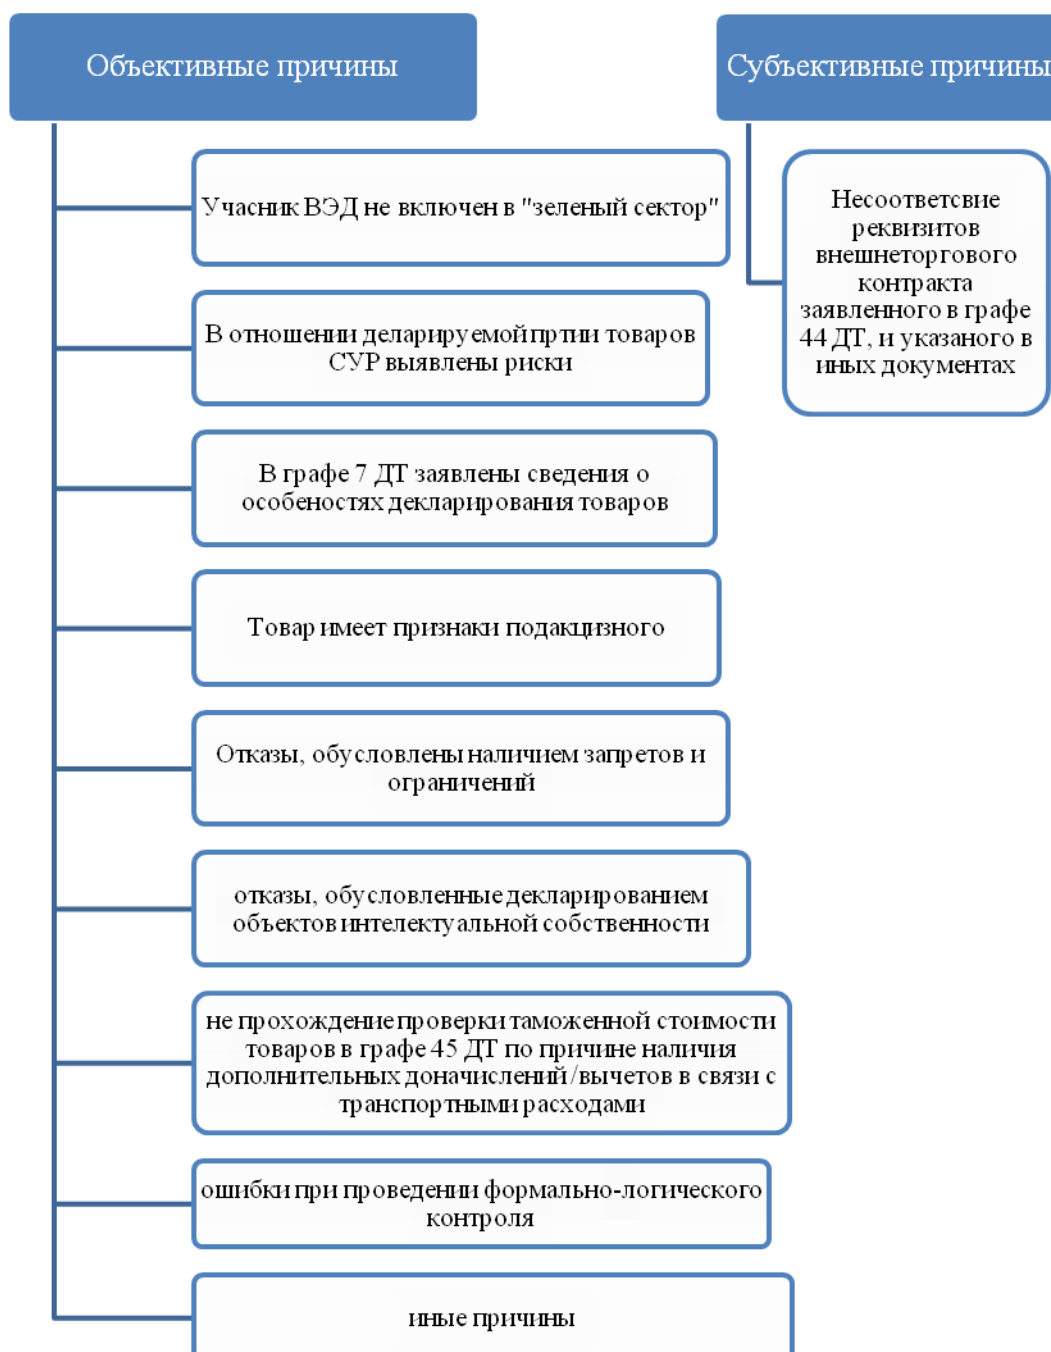 Объективные причины
Учасник ВЭД не включен в "зеленый сектор"
В отношении деларируемой пртии товаров
СУР выявлены риски
В графе 7 ДТ заявлены сведения о
особеностях декларирования товаров
Товар имеет признаки подакцизного
Отказы, обусловлены наличием запретов и
ограничений
отказы, обусловленные декларированием
объектов интелектуальной собственности
не прохождение проверки таможенной стоимости
товаров в графе 45 ДТ по причине наличия
дополнительных доначислений/вычетов в связи с
транспортными расходами
ошибки при проведении формально-логического
контроля
иные причины
Субъективные причины
Несоответсвие
реквизитов
внешнеторгового
контракта
заявленного в графе
44 ДТ, и указаного в
иных документах